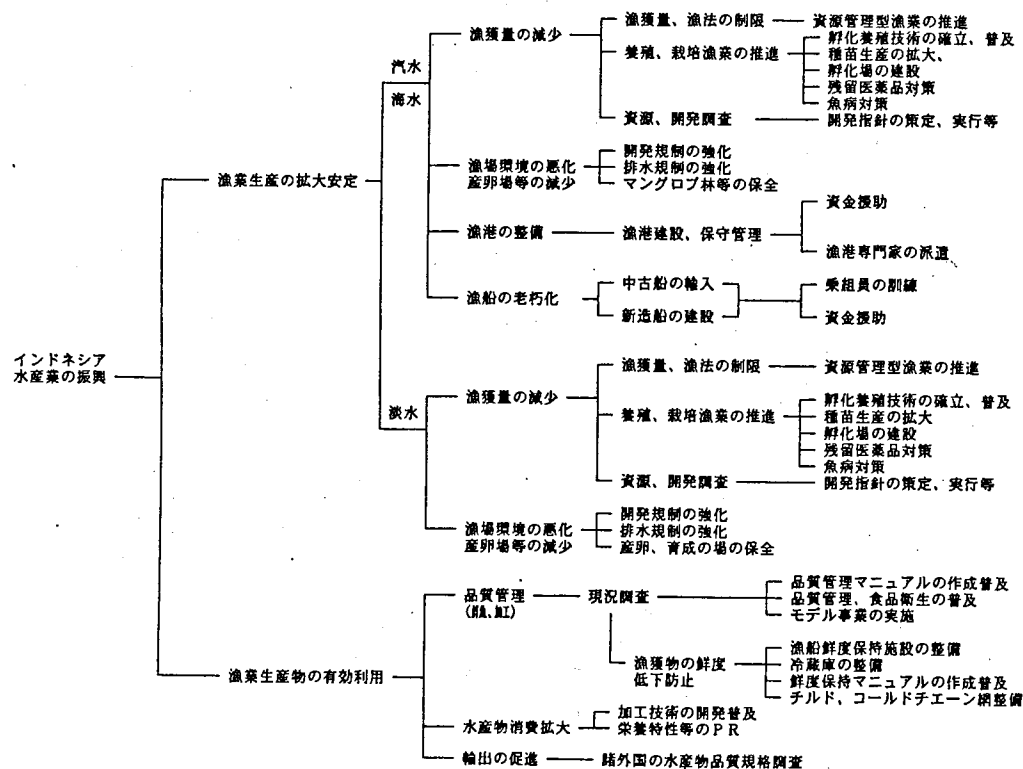 インドネシア
水産業の振興
漁業生産の拡大安定
汽水
海水
漁獲量の減少
漁獲量、漁法の制限
資源管理型漁業の推進
養殖、栽培漁業の推進
孵化養殖技術の確立、普及
種苗生産の拡大、
孵化場の建設
残留医薬品対策
魚病対策
資源、開発調査
開発指針の策定、実行等
漁場環境の悪化
産卵場等の減少
開発規制の強化
排水規制の強化
マングロブ林等の保全
漁港の整備
漁港建設、保守管理
資金援助
漁港専門家の派遣
漁船の老朽化
中古船の輸入
新造船の建設
乗組員の訓練
資金援助
淡水
漁獲量の減少
漁獲量、漁法の制限
資源管理型漁業の推進
養殖、栽培漁業の推進
孵化養殖技術の確立、普及
種苗生産の拡大
孵化場の建設
残留医薬品対策
魚病対策
資源、開発調査
開発指針の策定、実行等
漁場環境の悪化
産卵場等の減少
開発規制の強化
排水規制の強化
産卵、育成の場の保全
漁業生産物の有効利用
品質管理
現況調査
品質管理マニュアルの作成普及
品質管理、食品衛生の普及
モデル事業の実施
漁獲物の鮮度
低下防止
漁船鮮度保持施設の整備
冷蔵庫の整備
鮮度保持マニュアルの作成普及
チルド、コールドチエーン網整備
水産物消費拡大
加工技術の開発普及
栄養特性等のPR
輸出の促進
諸外国の水産物品質規格調査